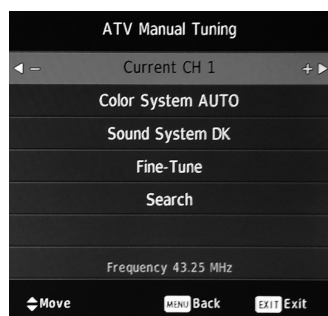 ATV Manual Tuning
− Current CH 1 +
Color System AUTO
Sound System DK
Fine-Tune
Search
Frequency 43.25 MHz
Move MENU Back EXIT Exit